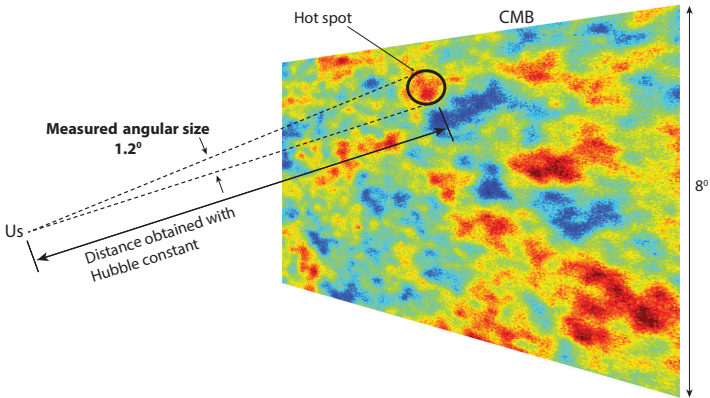 Hot spot
CMB
Measured angular size
1.2⁰
8⁰
Us
Distance obtained with
Hubble constant